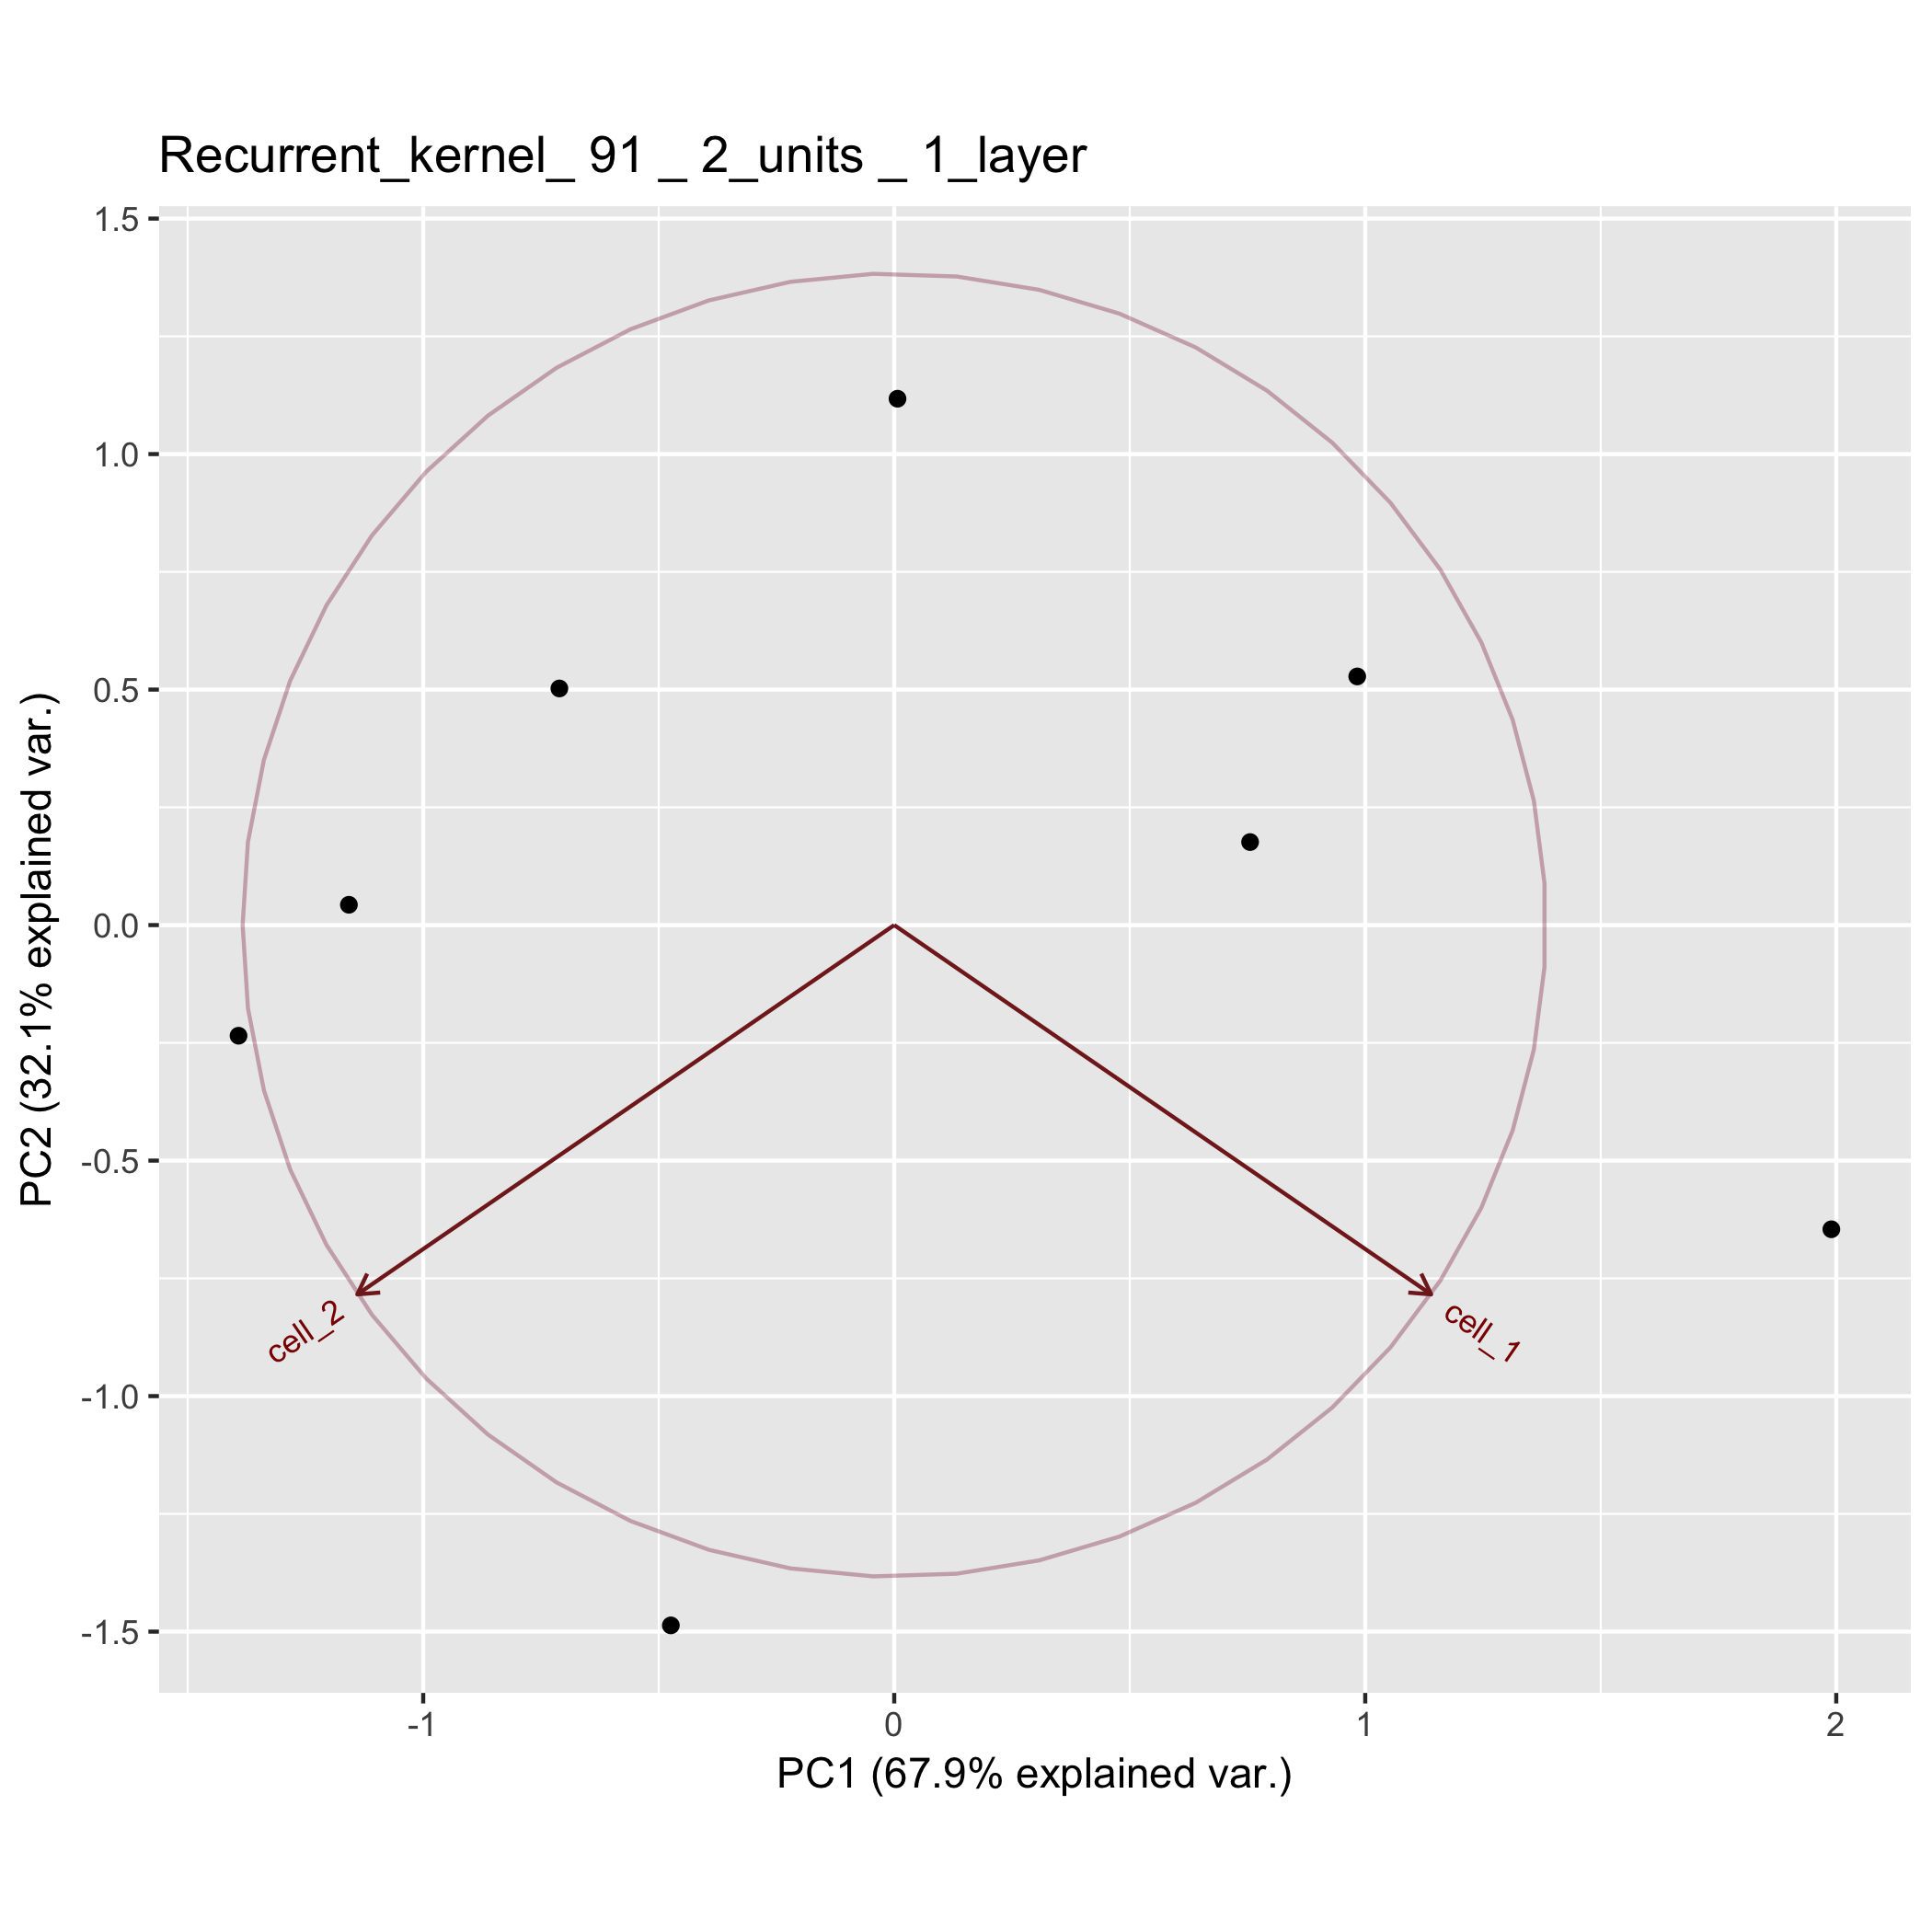 Recurrent_kernel_ 91 _ 2_units _ 1_layer
1.5
1.0
0.5
0.0
-0.5
-1.0
-1.5
PC2 (32.1% explained var.)
cell_2
cell_1
-1
0
1
2
PC1 (67.9% explained var.)